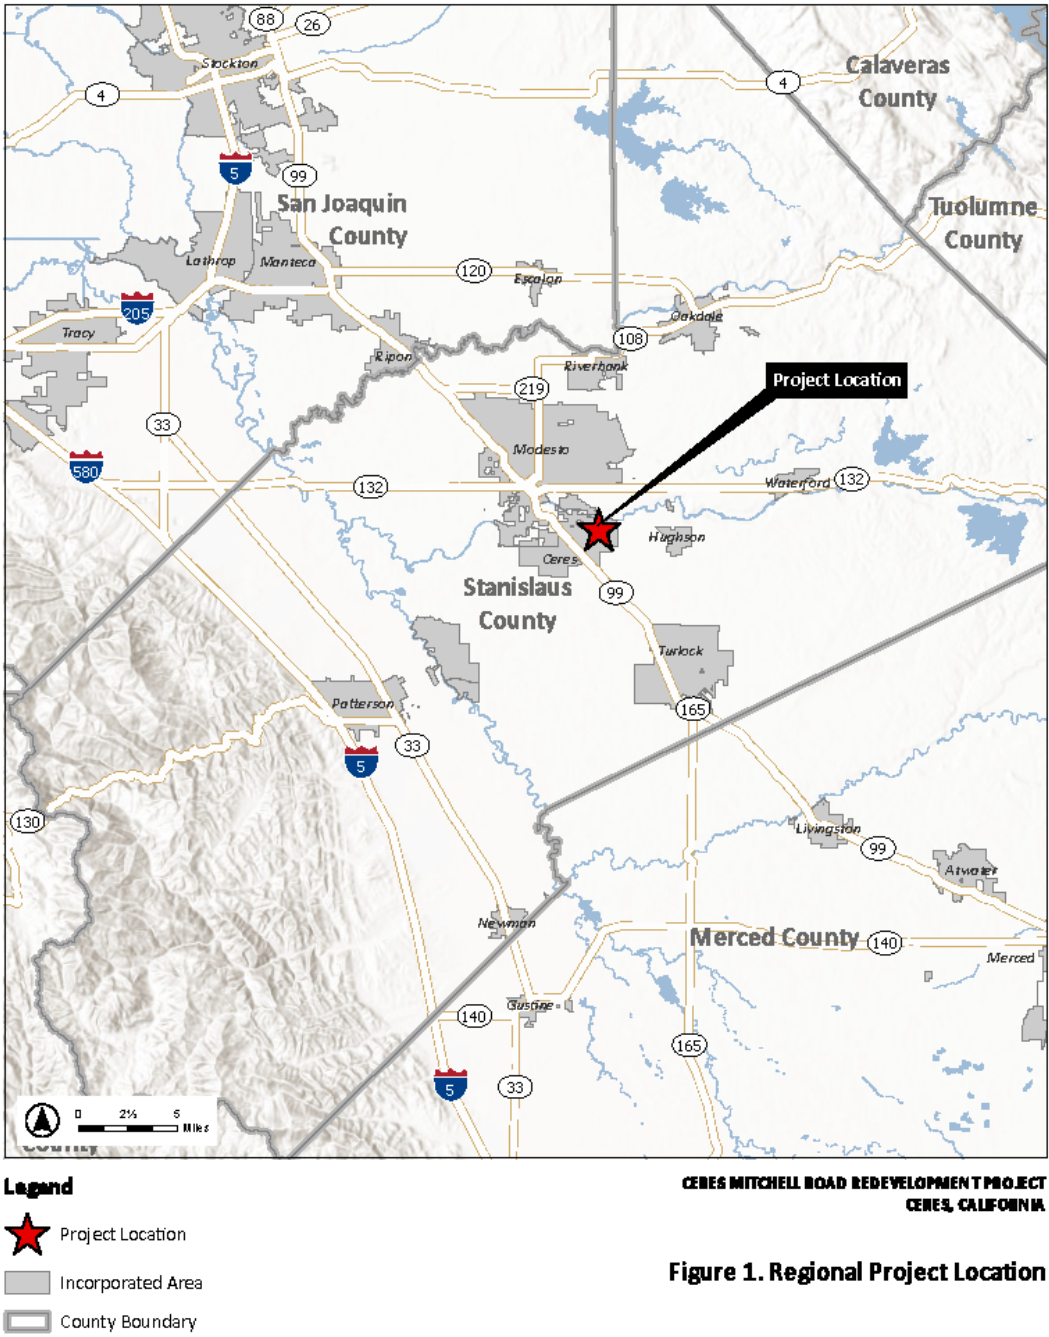 88
26
Stockton
4
4
Calaveras
County
5
99
San Joaquin
County
Tuolumne
County
Lathrop
Manteca
120
Escalon
205
Tracy
Oakdale
108
Ripon
Riverbank
Project Location
219
33
Modesto
580
132
Waterford
132
Hughson
Ceres
Stanislaus
County
99
Turlock
Patterson
165
33
5
130
Livingston
99
Atwater
Newman
Merced County
140
Merced
Gustine
140
165
5
33
0 2½ 5
Miles
County
Legend
Project Location
Incorporated Area
County Boundary
CERES MITCHELL ROAD REDEVELOPMENT PROJECT
CERES, CALIFORNIA
Figure 1. Regional Project Location